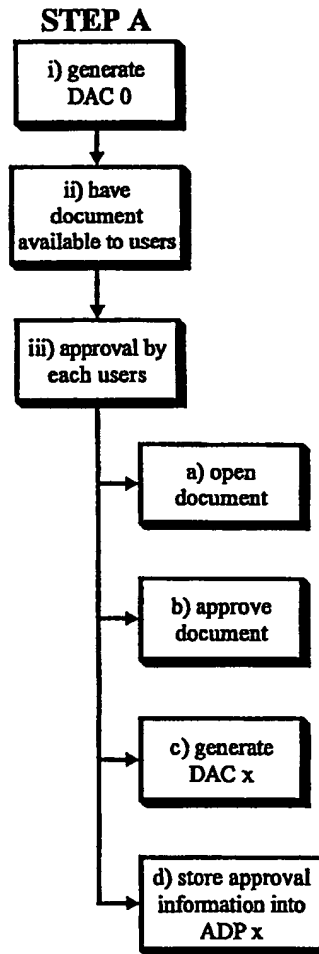 STEP A
i) generate
DAC 0
ii) have
document
available to users
iii) approval by
each users
a) open
document
b) approve
document
c) generate
DAC x
d) store approval
information into
ADP x